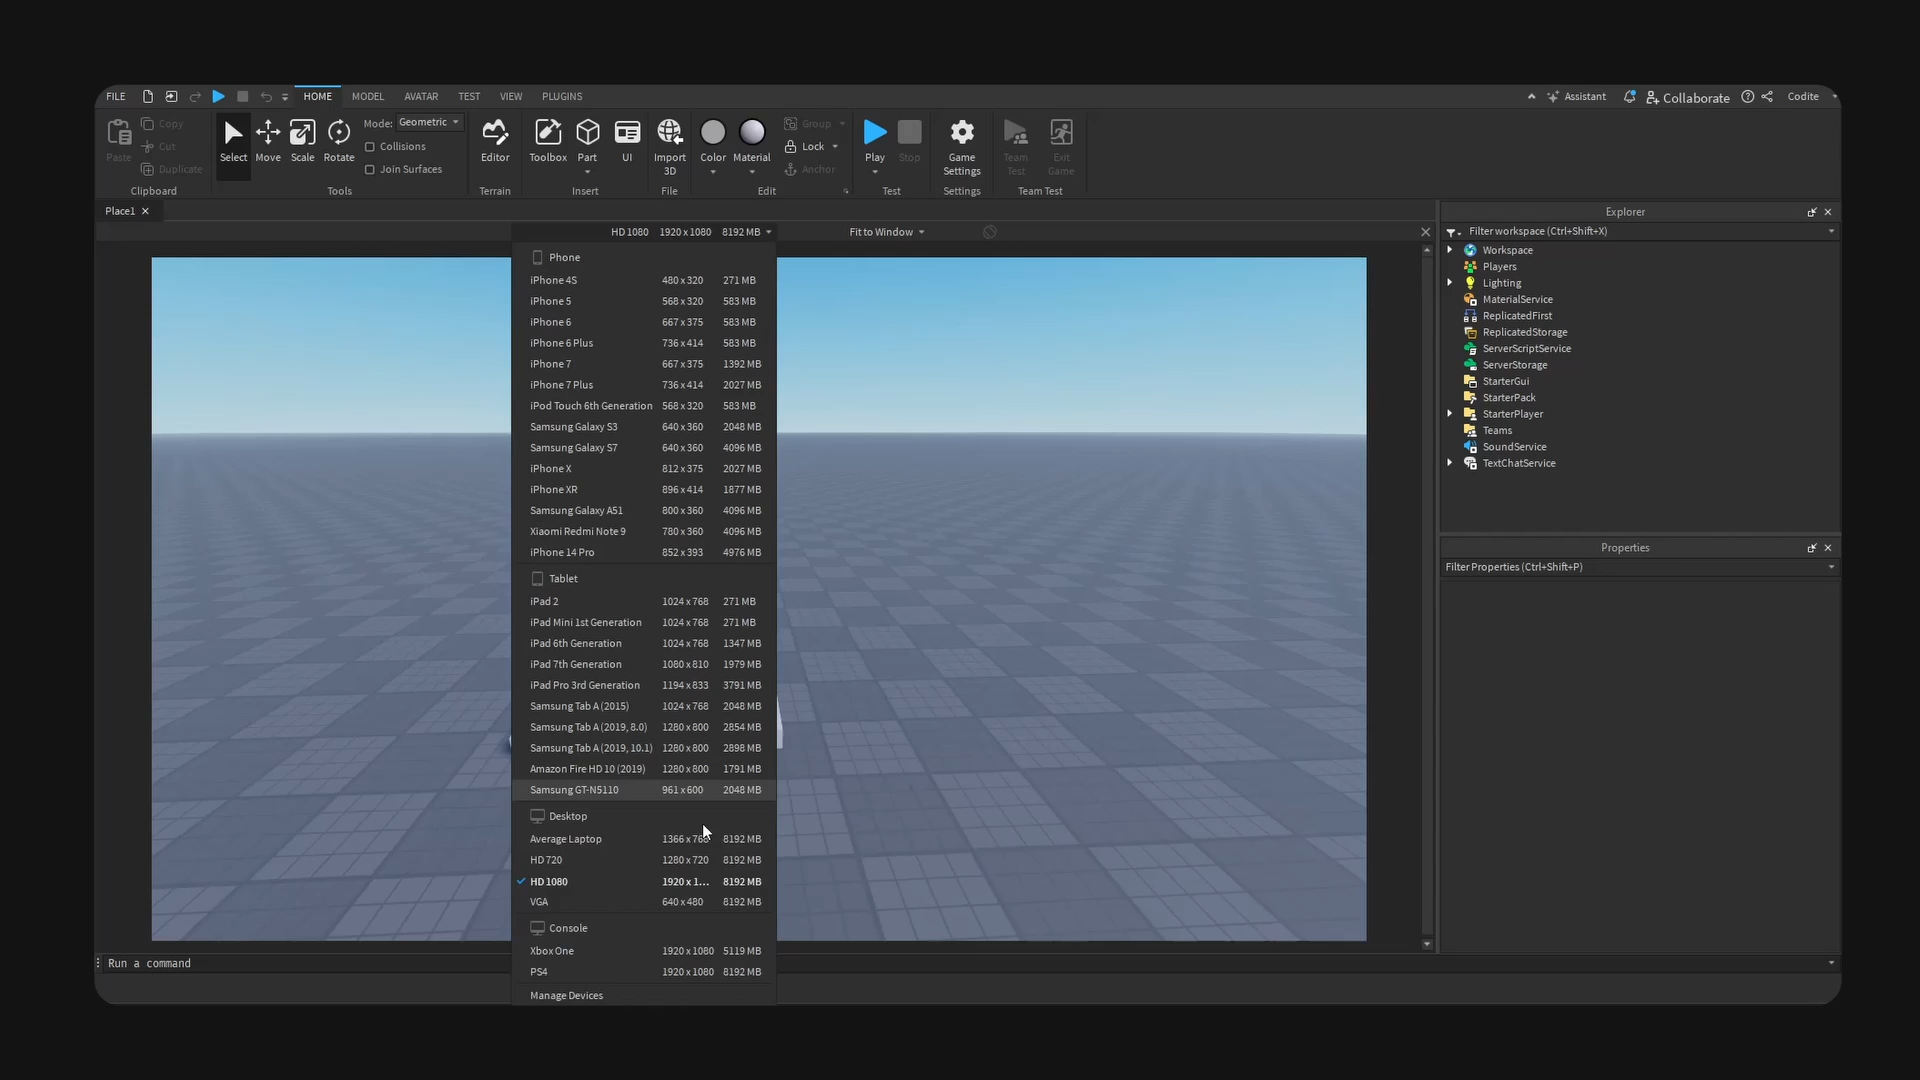 FILE HOME MODEL AVATAR TEST VIEW PLUGINS Assistant Collaborate Codite
Paste Copy Cut Duplicate
Clipboard
Select Move Scale Rotate
Mode: Geometric
Collisions
Join Surfaces
Tools
Editor
Terrain
Toolbox Part UI
Insert
Import
3D
File
Color Material
Group
Lock
Anchor
Edit
Play Stop
Test
Game
Settings
Settings
Team
Test
Exit
Game
Team Test
Place1
HD 1080 1920 x 1080 8192 MB
Fit to Window
Phone
iPhone 4S 480 x 320 271 MB
iPhone 5 568 x 320 583 MB
iPhone 6 667 x 375 583 MB
iPhone 6 Plus 736 x 414 583 MB
iPhone 7 667 x 375 1392 MB
iPhone 7 Plus 736 x 414 2027 MB
iPod Touch 6th Generation 568 x 320 583 MB
Samsung Galaxy S3 640 x 360 2048 MB
Samsung Galaxy S7 640 x 360 4096 MB
iPhone X 812 x 375 2027 MB
iPhone XR 896 x 414 1877 MB
Samsung Galaxy A51 800 x 360 4096 MB
Xiaomi Redmi Note 9 780 x 360 4096 MB
iPhone 14 Pro 852 x 393 4976 MB
Tablet
iPad 2 1024 x 768 271 MB
iPad Mini 1st Generation 1024 x 768 271 MB
iPad 6th Generation 1024 x 768 1347 MB
iPad 7th Generation 1080 x 810 1979 MB
iPad Pro 3rd Generation 1194 x 833 3791 MB
Samsung Tab A (2015) 1024 x 768 2048 MB
Samsung Tab A (2019, 8.0) 1280 x 800 2854 MB
Samsung Tab A (2019, 10.1) 1280 x 800 2898 MB
Amazon Fire HD 10 (2019) 1280 x 800 1791 MB
Samsung GT-N5110 961 x 600 2048 MB
Desktop
Average Laptop 1366 x 768 8192 MB
HD 720 1280 x 720 8192 MB
HD 1080 1920 x 1... 8192 MB
VGA 640 x 480 8192 MB
Console
Xbox One 1920 x 1080 5119 MB
PS4 1920 x 1080 8192 MB
Manage Devices
Explorer
Filter workspace (Ctrl+Shift+X)
Workspace
Players
Lighting
MaterialService
ReplicatedFirst
ReplicatedStorage
ServerScriptService
ServerStorage
StarterGui
StarterPack
StarterPlayer
Teams
SoundService
TextChatService
Properties
Filter Properties (Ctrl+Shift+P)
Run a command